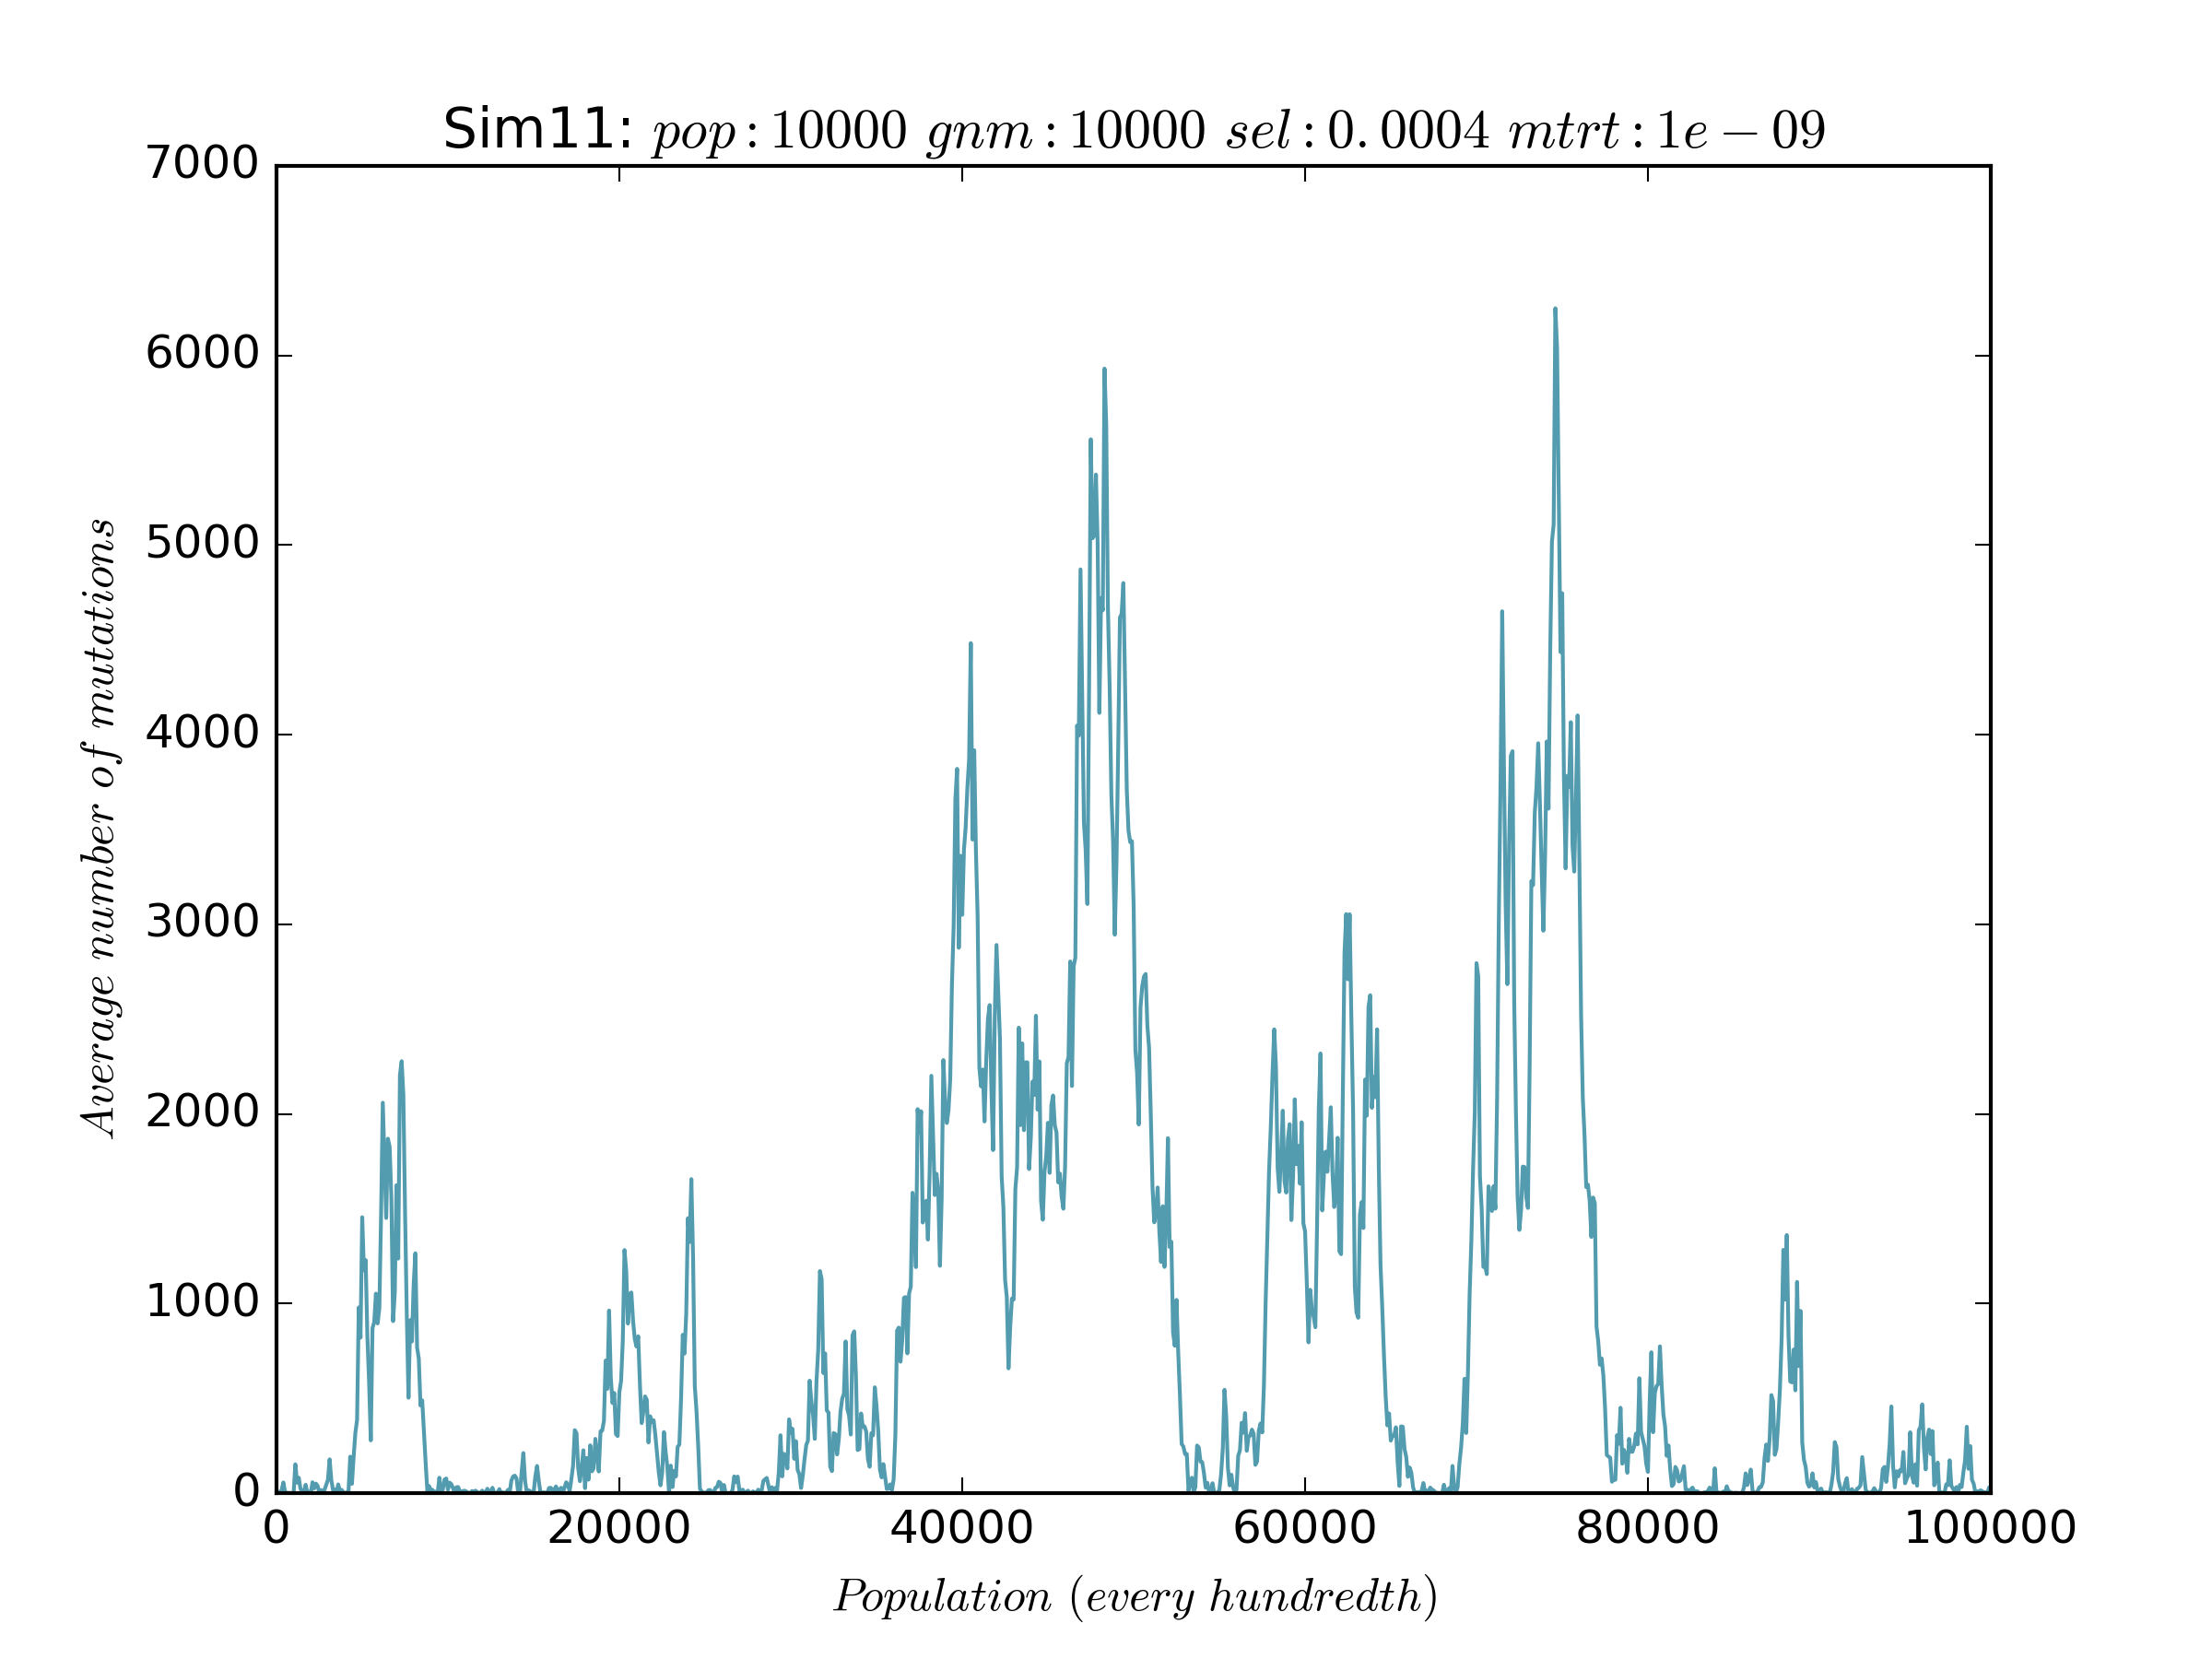 Sim11: pop : 10000 gnm : 10000 sel : 0.0004 mtrt : 1e − 09
7000
6000
5000
4000
3000
2000
1000
0
Average number of mutations
0 20000 40000 60000 80000 100000
Population (every hundredth)